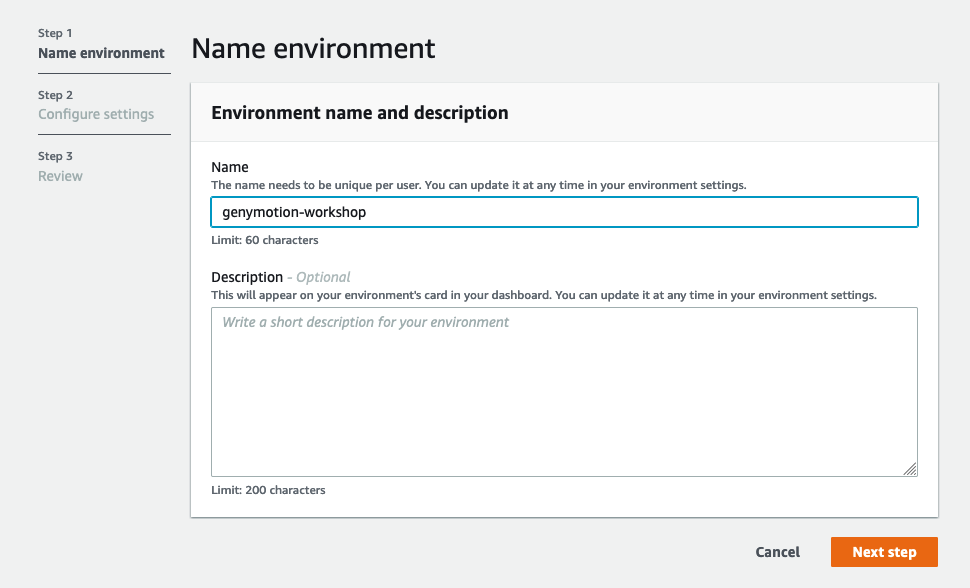 Step 1
Name environment
Step 2
Configure settings
Step 3
Review
Name environment
Environment name and description
Name
The name needs to be unique per user. You can update it at any time in your environment settings.
genymotion-workshop
Limit: 60 characters
Description - Optional
This will appear on your environment's card in your dashboard. You can update it at any time in your environment settings.
Write a short description for your environment
Limit: 200 characters
Cancel
Next step